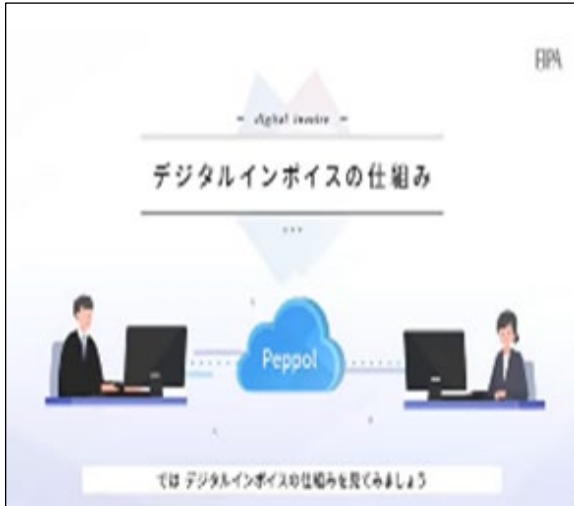 EIPA
– digital invoice –
デジタルインボイスの仕組み
Peppol
では デジタルインボイスの仕組みを見てみましょう